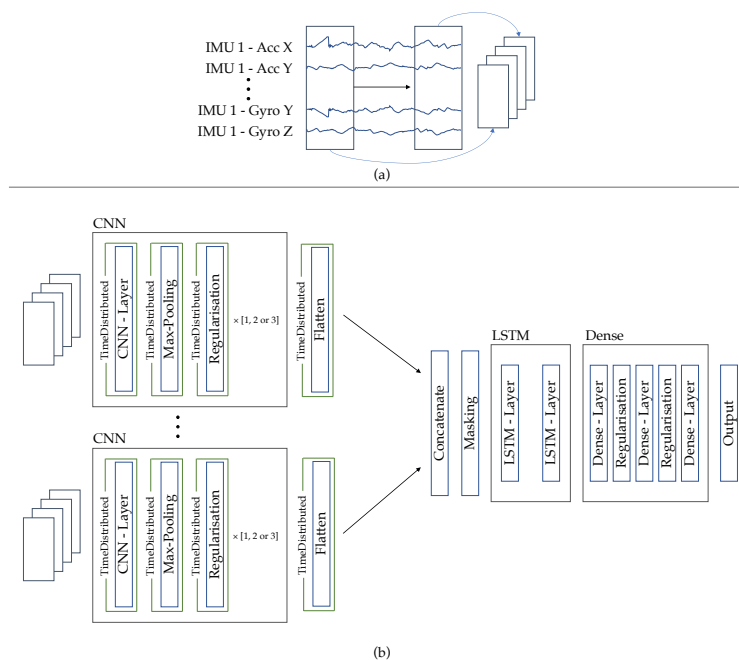 IMU 1 - Acc X
IMU 1 - Acc Y
IMU 1 - Gyro Y
IMU 1 - Gyro Z
(a)
CNN
TimeDistributed
CNN - Layer
TimeDistributed
Max-Pooling
TimeDistributed
Regularisation
× [1, 2 or 3]
TimeDistributed
Flatten
CNN
TimeDistributed
CNN - Layer
TimeDistributed
Max-Pooling
TimeDistributed
Regularisation
× [1, 2 or 3]
TimeDistributed
Flatten
Concatenate
Masking
LSTM
LSTM - Layer
LSTM - Layer
Dense
Dense - Layer
Regularisation
Dense - Layer
Regularisation
Dense - Layer
Output
(b)